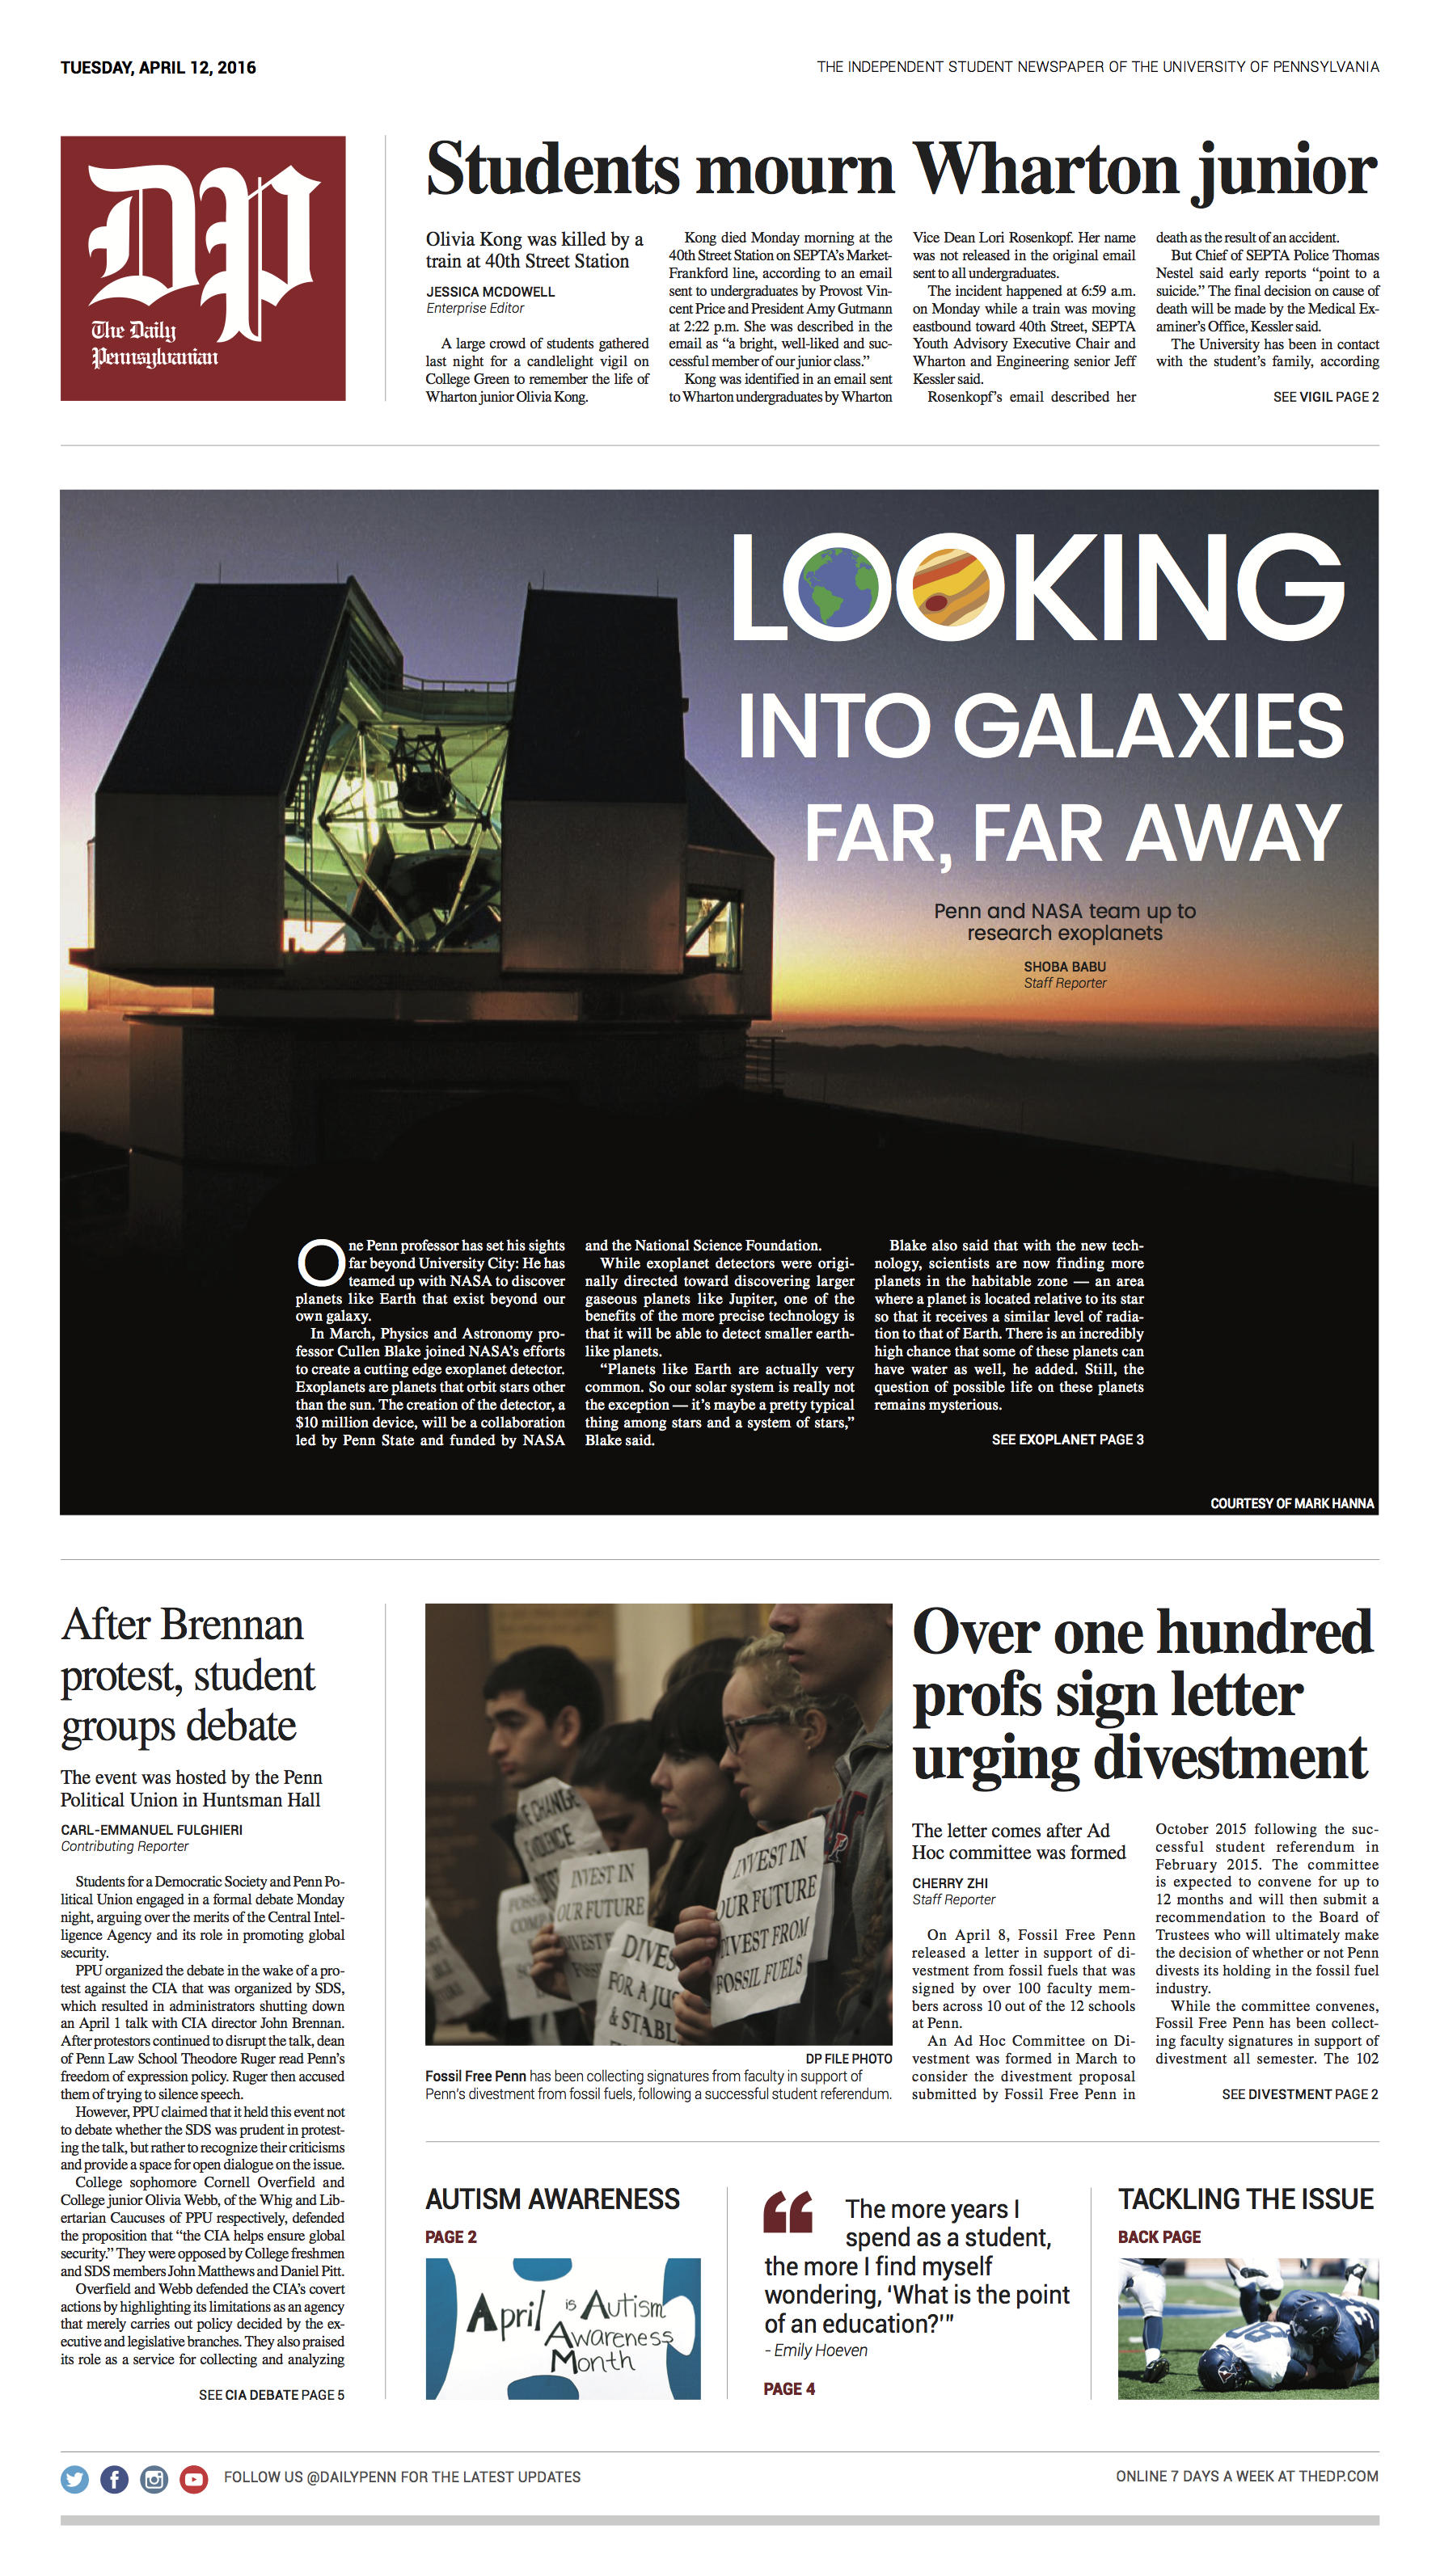 TUESDAY, APRIL 12, 2016
THE INDEPENDENT STUDENT NEWSPAPER OF THE UNIVERSITY OF PENNSYLVANIA
DP
The Daily
Pennsylvanian
Students mourn Wharton junior
Olivia Kong was killed by a
train at 40th Street Station
JESSICA MCDOWELL
Enterprise Editor
A large crowd of students gathered
last night for a candlelight vigil on
College Green to remember the life of
Wharton junior Olivia Kong.
Kong died Monday morning at the
40th Street Station on SEPTA's Market-
Frankford line, according to an email
sent to undergraduates by Provost Vin-
cent Price and President Amy Gutmann
at 2:22 p.m. She was described in the
email as “a bright, well-liked and suc-
cessful member of our junior class.”
Kong was identified in an email sent
to Wharton undergraduates by Wharton
Vice Dean Lori Rosenkopf. Her name
was not released in the original email
sent to all undergraduates.
The incident happened at 6:59 a.m.
on Monday while a train was moving
eastbound toward 40th Street, SEPTA
Youth Advisory Executive Chair and
Wharton and Engineering senior Jeff
Kessler said.
Rosenkopf's email described her
death as the result of an accident.
But Chief of SEPTA Police Thomas
Nestel said early reports “point to a
suicide.” The final decision on cause of
death will be made by the Medical Ex-
aminer's Office, Kessler said.
The University has been in contact
with the student's family, according
SEE VIGIL PAGE 2
LOOKING
INTO GALAXIES
FAR, FAR AWAY
Penn and NASA team up to
research exoplanets
SHOBA BABU
Staff Reporter
One Penn professor has set his sights
far beyond University City: He has
teamed up with NASA to discover
planets like Earth that exist beyond our
own galaxy.
In March, Physics and Astronomy pro-
fessor Cullen Blake joined NASA's efforts
to create a cutting edge exoplanet detector.
Exoplanets are planets that orbit stars other
than the sun. The creation of the detector, a
$10 million device, will be a collaboration
led by Penn State and funded by NASA
and the National Science Foundation.
While exoplanet detectors were origi-
nally directed toward discovering larger
gaseous planets like Jupiter, one of the
benefits of the more precise technology is
that it will be able to detect smaller earth-
like planets.
“Planets like Earth are actually very
common. So our solar system is really not
the exception — it's maybe a pretty typical
thing among stars and a system of stars,”
Blake said.
Blake also said that with the new tech-
nology, scientists are now finding more
planets in the habitable zone — an area
where a planet is located relative to its star
so that it receives a similar level of radia-
tion to that of Earth. There is an incredibly
high chance that some of these planets can
have water as well, he added. Still, the
question of possible life on these planets
remains mysterious.
SEE EXOPLANET PAGE 3
COURTESY OF MARK HANNA
After Brennan
protest, student
groups debate
The event was hosted by the Penn
Political Union in Huntsman Hall
CARL-EMMANUEL FULGHIERI
Contributing Reporter
Students for a Democratic Society and Penn Po-
litical Union engaged in a formal debate Monday
night, arguing over the merits of the Central Intel-
ligence Agency and its role in promoting global
security.
PPU organized the debate in the wake of a pro-
test against the CIA that was organized by SDS,
which resulted in administrators shutting down
an April 1 talk with CIA director John Brennan.
After protestors continued to disrupt the talk, dean
of Penn Law School Theodore Ruger read Penn's
freedom of expression policy. Ruger then accused
them of trying to silence speech.
However, PPU claimed that it held this event not
to debate whether the SDS was prudent in protest-
ing the talk, but rather to recognize their criticisms
and provide a space for open dialogue on the issue.
College sophomore Cornell Overfield and
College junior Olivia Webb, of the Whig and Lib-
ertarian Caucuses of PPU respectively, defended
the proposition that “the CIA helps ensure global
security.” They were opposed by College freshmen
and SDS members John Matthews and Daniel Pitt.
Overfield and Webb defended the CIA's covert
actions by highlighting its limitations as an agency
that merely carries out policy decided by the ex-
ecutive and legislative branches. They also praised
its role as a service for collecting and analyzing
SEE CIA DEBATE PAGE 5
E CHANGE
INVEST IN
OUR FUTURE
DIVEST
FOR A JUS
& STABL
INVEST IN
OUR FUTURE
DIVEST FROM
FOSSIL FUELS
DP FILE PHOTO
Fossil Free Penn has been collecting signatures from faculty in support of
Penn's divestment from fossil fuels, following a successful student referendum.
Over one hundred
profs sign letter
urging divestment
The letter comes after Ad
Hoc committee was formed
CHERRY ZHI
Staff Reporter
On April 8, Fossil Free Penn
released a letter in support of di-
vestment from fossil fuels that was
signed by over 100 faculty mem-
bers across 10 out of the 12 schools
at Penn.
An Ad Hoc Committee on Di-
vestment was formed in March to
consider the divestment proposal
submitted by Fossil Free Penn in
October 2015 following the suc-
cessful student referendum in
February 2015. The committee
is expected to convene for up to
12 months and will then submit a
recommendation to the Board of
Trustees who will ultimately make
the decision of whether or not Penn
divests its holding in the fossil fuel
industry.
While the committee convenes,
Fossil Free Penn has been collect-
ing faculty signatures in support of
divestment all semester. The 102
SEE DIVESTMENT PAGE 2
AUTISM AWARENESS
PAGE 2
April is Autism
Awareness
Month
“The more years I
spend as a student,
the more I find myself
wondering, ‘What is the point
of an education?’”
- Emily Hoeven
PAGE 4
TACKLING THE ISSUE
BACK PAGE
FOLLOW US @DAILYPENN FOR THE LATEST UPDATES
ONLINE 7 DAYS A WEEK AT THEDP.COM